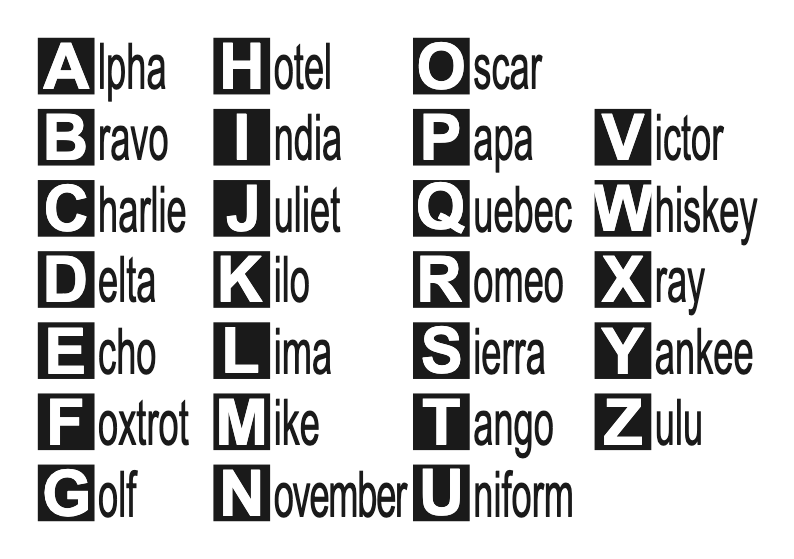 Alpha
Bravo
Charlie
Delta
Echo
Foxtrot
Golf
Hotel
India
Juliet
Kilo
Lima
Mike
November
Oscar
Papa
Quebec
Romeo
Sierra
Tango
Uniform
Victor
Whiskey
Xray
Yankee
Zulu